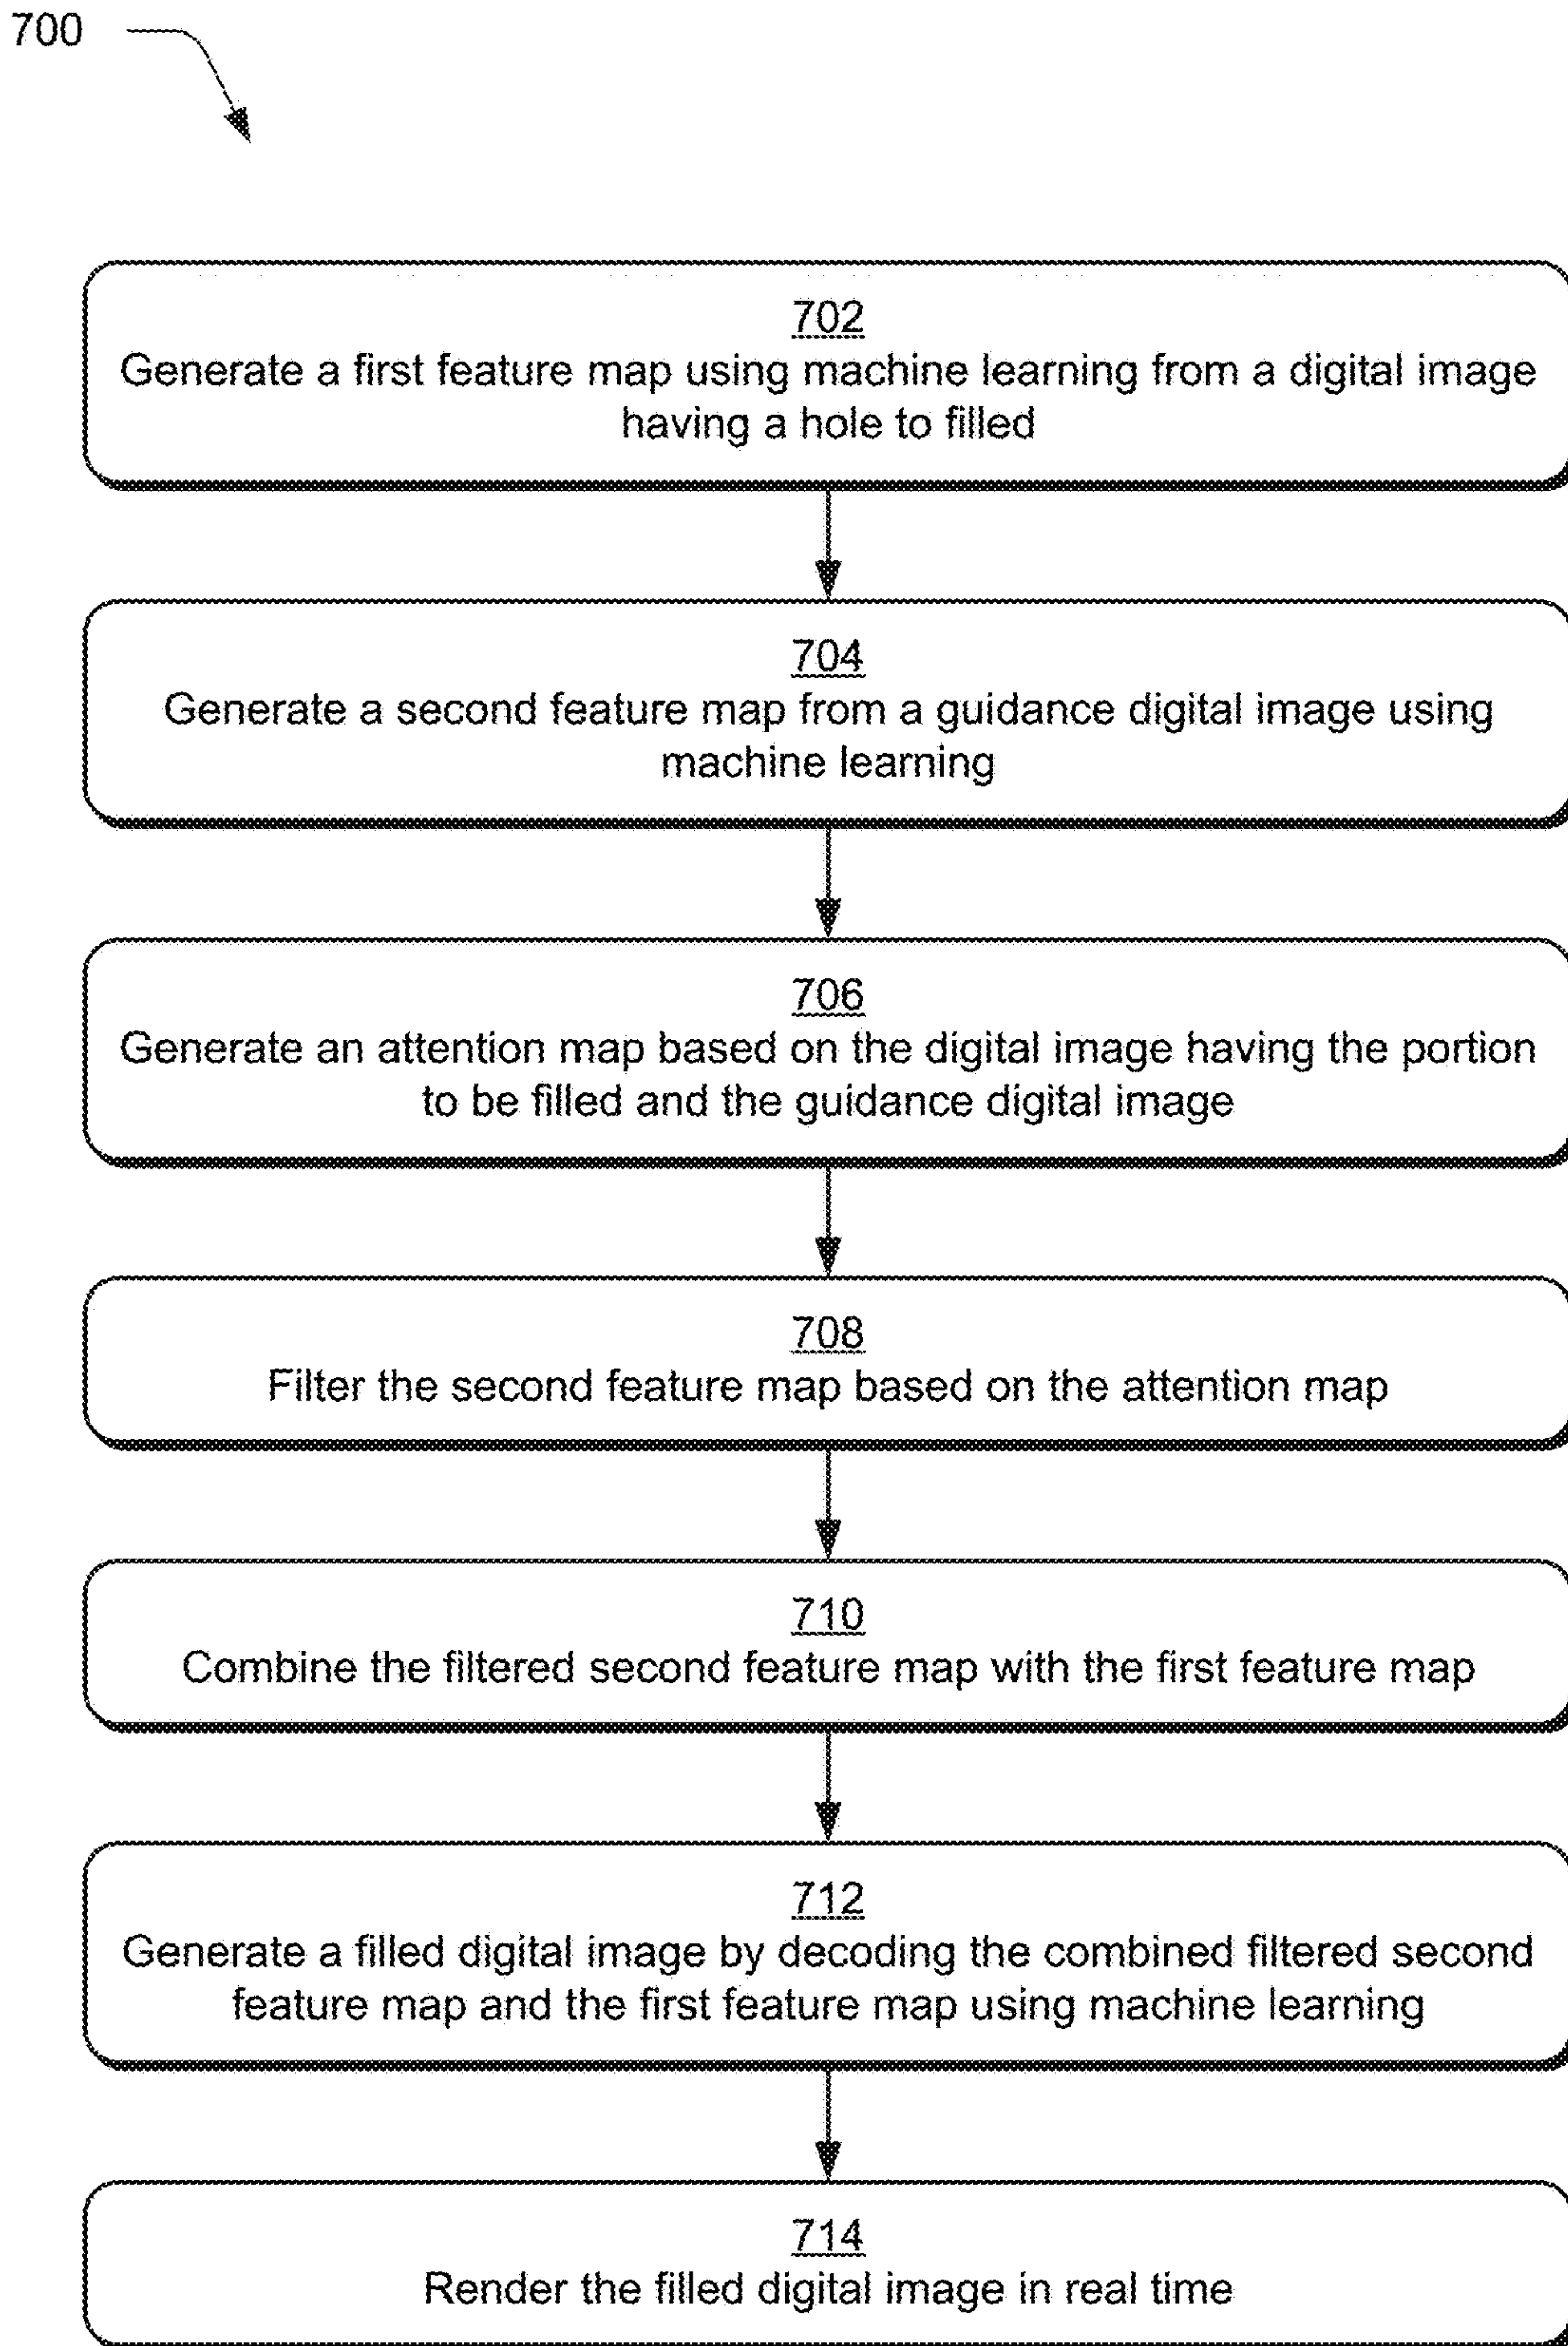 700
702
Generate a first feature map using machine learning from a digital image
having a hole to filled
704
Generate a second feature map from a guidance digital image using
machine learning
706
Generate an attention map based on the digital image having the portion
to be filled and the guidance digital image
708
Filter the second feature map based on the attention map
710
Combine the filtered second feature map with the first feature map
712
Generate a filled digital image by decoding the combined filtered second
feature map and the first feature map using machine learning
714
Render the filled digital image in real time